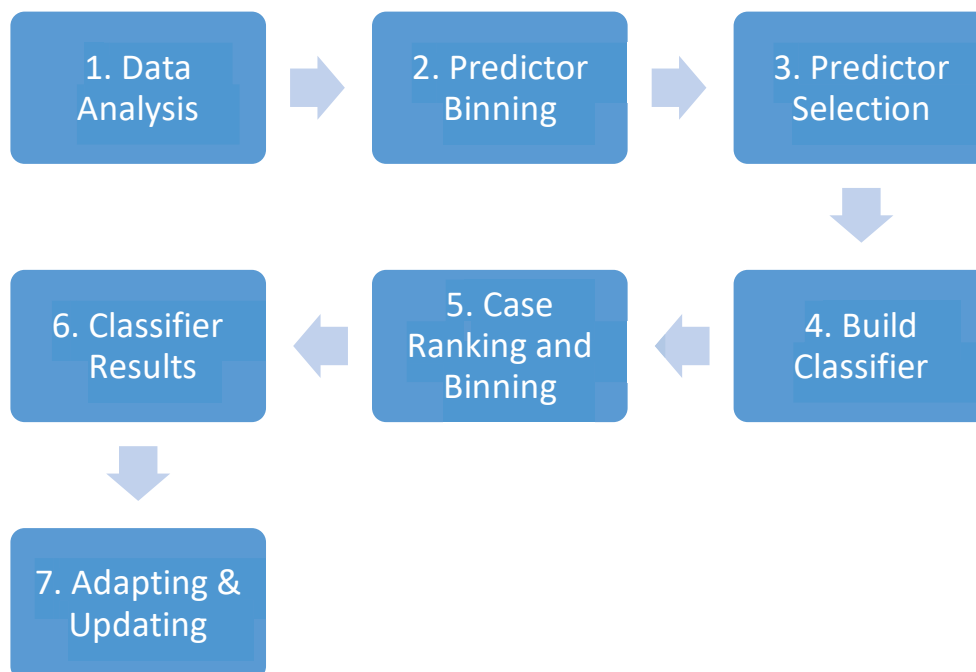 1. Data
Analysis
2. Predictor
Binning
3. Predictor
Selection
4. Build
Classifier
5. Case
Ranking and
Binning
6. Classifier
Results
7. Adapting &
Updating